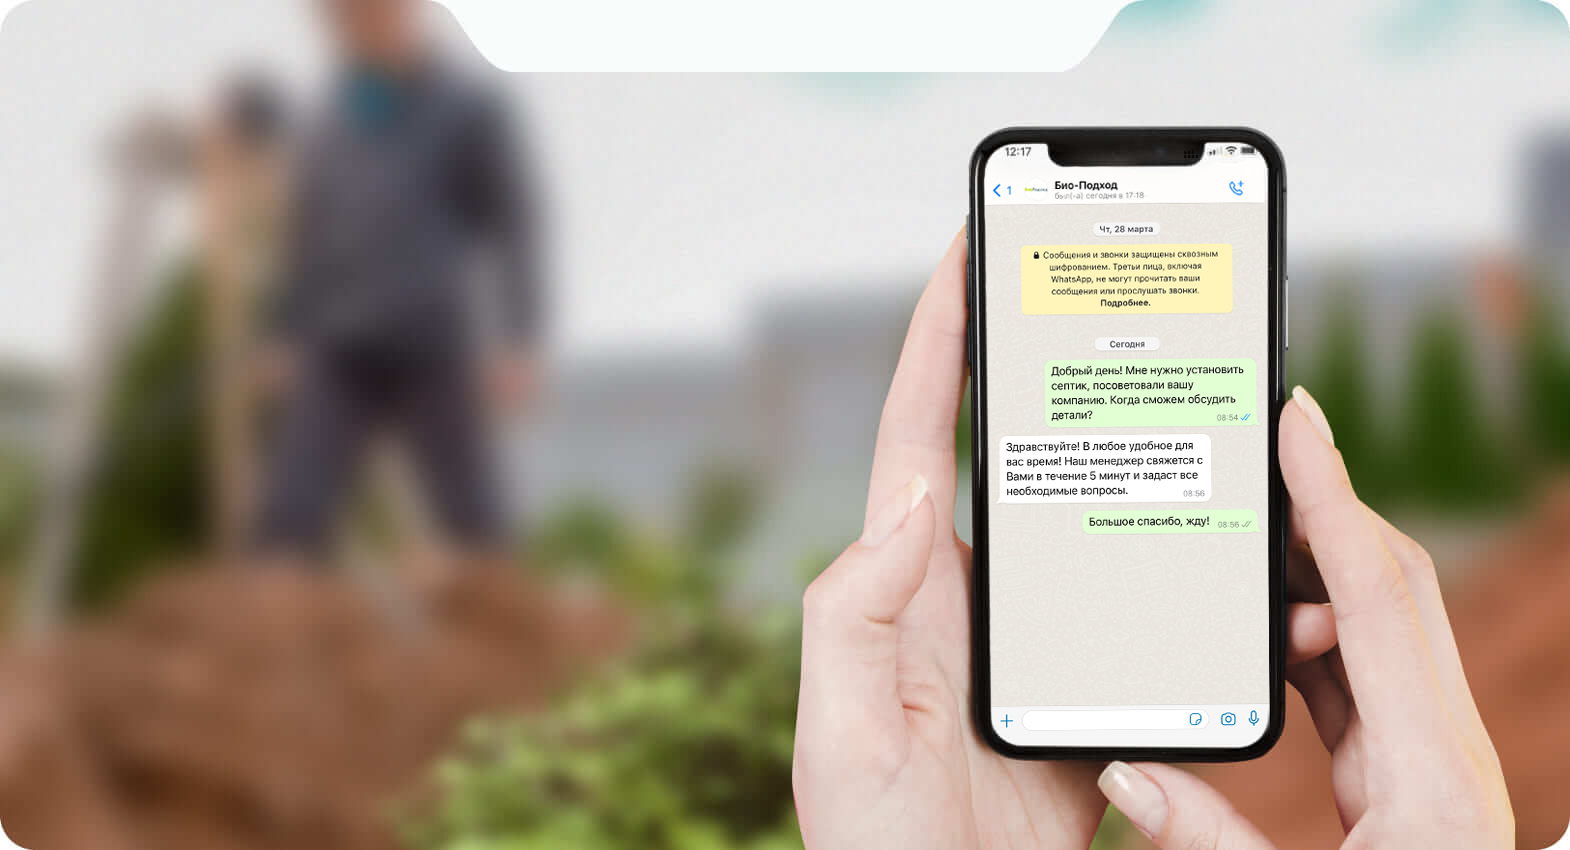 12:17
1
Био-Подход
был(-а) сегодня в 17:18
Чт, 28 марта
Сообщения и звонки защищены сквозным
шифрованием. Третьи лица, включая
WhatsApp, не могут прочитать ваши
сообщения или прослушать звонки.
Подробнее.
Сегодня
Добрый день! Мне нужно установить
септик, посоветовали вашу
компанию. Когда сможем обсудить
детали?
08:54
Здравствуйте! В любое удобное для
вас время! Наш менеджер свяжется с
Вами в течение 5 минут и задаст все
необходимые вопросы.
08:56
Большое спасибо, жду!
08:56